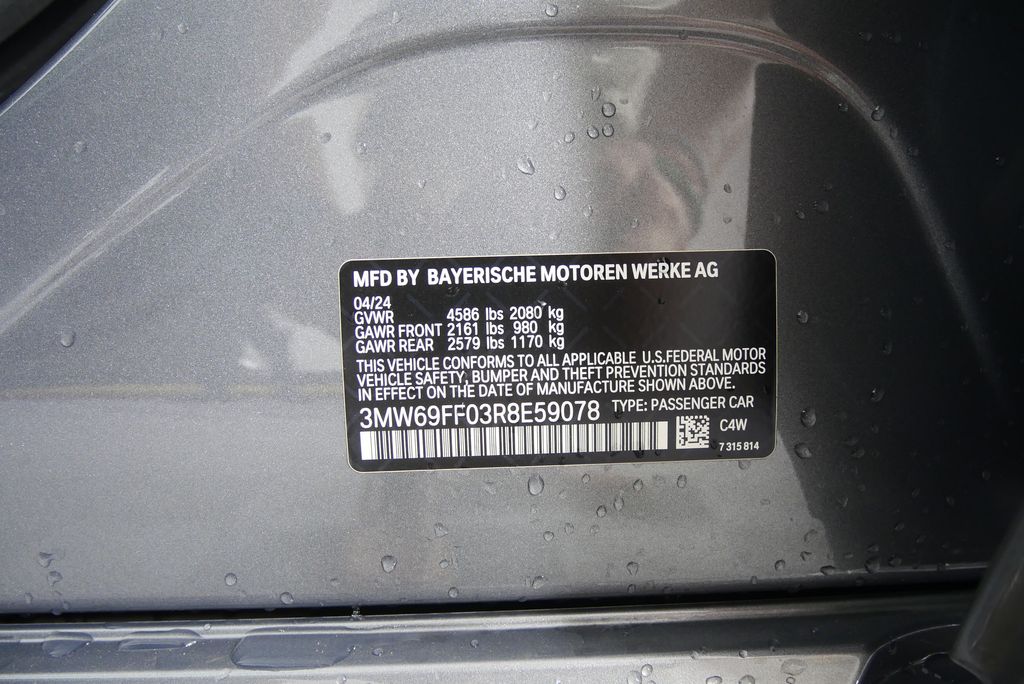 MFD BY BAYERISCHE MOTOREN WERKE AG
04/24
GVWR 4586 lbs 2080 kg
GAWR FRONT 2161 lbs 980 kg
GAWR REAR 2579 lbs 1170 kg
THIS VEHICLE CONFORMS TO ALL APPLICABLE U.S.FEDERAL MOTOR
VEHICLE SAFETY, BUMPER AND THEFT PREVENTION STANDARDS
IN EFFECT ON THE DATE OF MANUFACTURE SHOWN ABOVE.
3MW69FF03R8E59078 TYPE: PASSENGER CAR
C4W
7 315 814